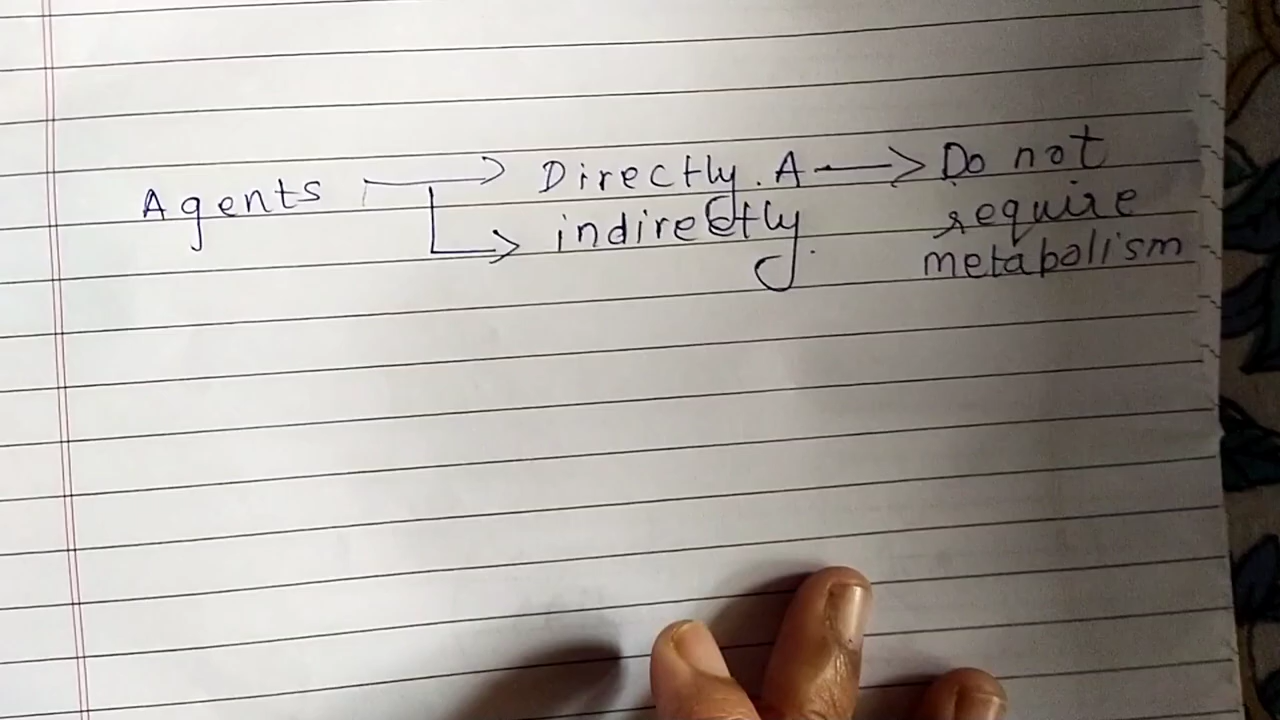 Agents → Directly. A → Do not
→ indirectly. require
metabolism